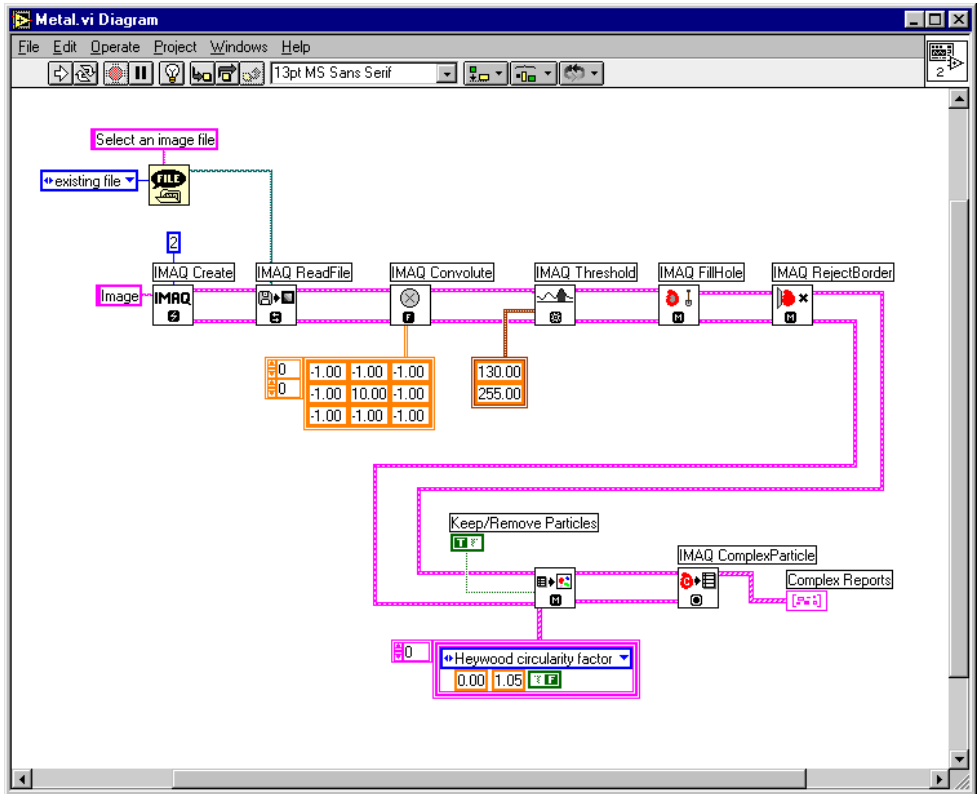 Metal.vi Diagram
File Edit Operate Project Windows Help
13pt MS Sans Serif
2
Select an image file
existing file
FILE
2
IMAQ Create IMAQ ReadFile IMAQ Convolute IMAQ Threshold IMAQ FillHole IMAQ RejectBorder
Image
IMAQ
F
M
M
0
0
-1.00 -1.00 -1.00
-1.00 10.00 -1.00
-1.00 -1.00 -1.00
130.00
255.00
Keep/Remove Particles
T F
IMAQ ComplexParticle
C
M
Complex Reports
0
Heywood circularity factor
0.00 1.05 F